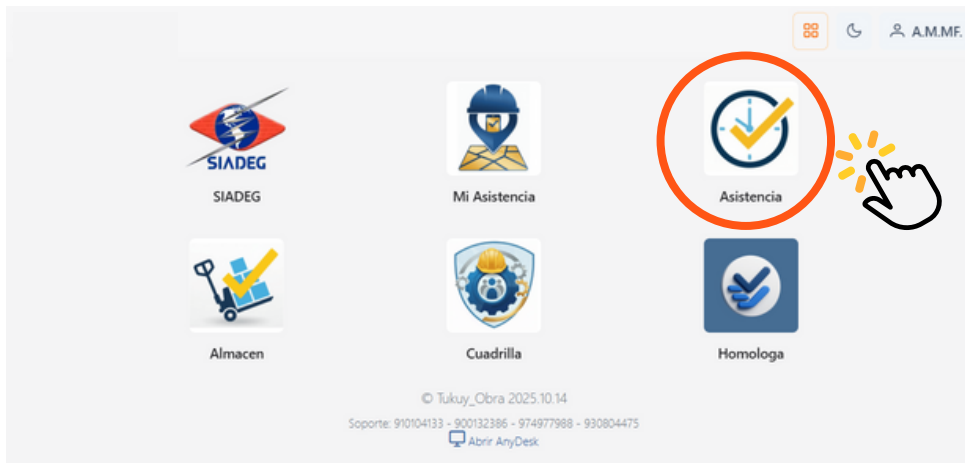 A.M.MF.
SIADEG
SIADEG
Mi Asistencia
Asistencia
Almacen
Cuadrilla
Homologa
© Tukuy_Obra 2025.10.14
Soporte: 910104133 - 900132386 - 974977988 - 930804475
Abrir AnyDesk